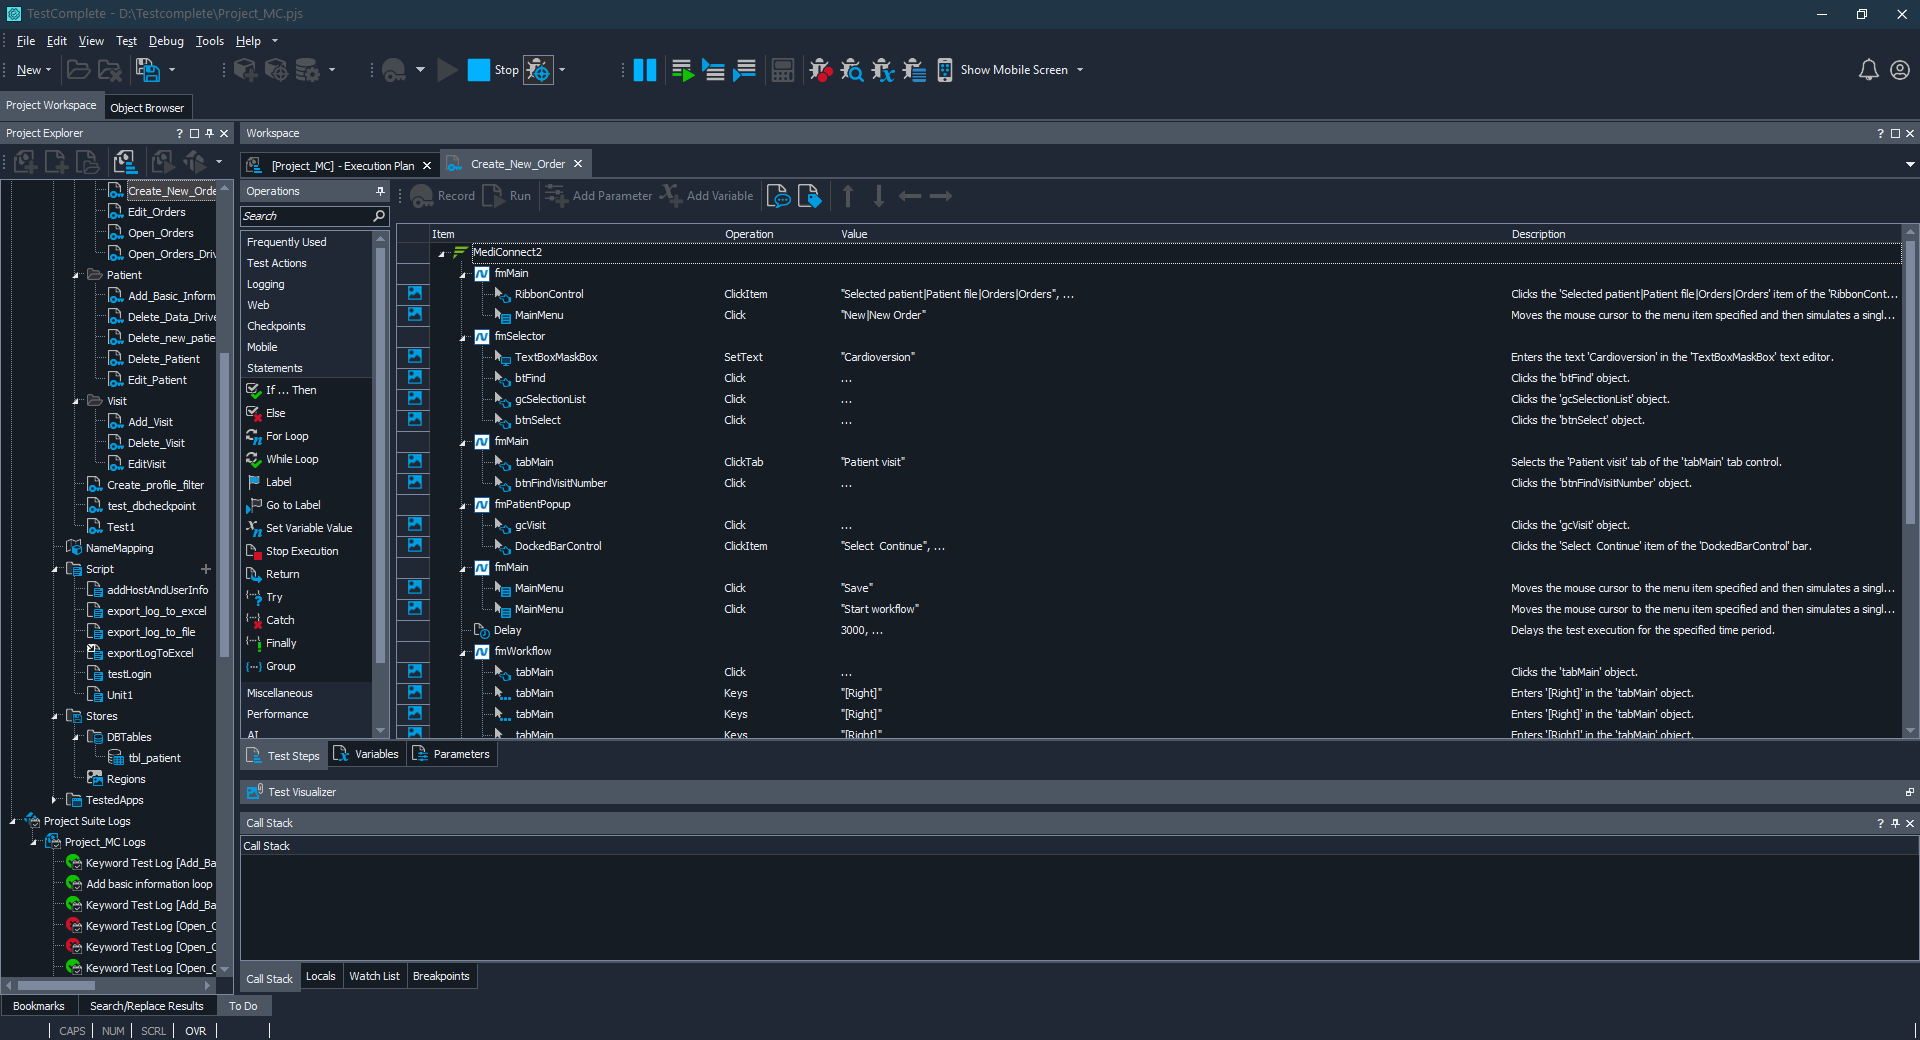 TestComplete - D:\Testcomplete\Project_MC.pjs
File Edit View Test Debug Tools Help
New Stop Show Mobile Screen
Project Workspace Object Browser
Project Explorer ?
Create_New_Orde
Edit_Orders
Open_Orders
Open_Orders_Driv
Patient
Add_Basic_Inform
Delete_Data_Drive
Delete_new_patie
Delete_Patient
Edit_Patient
Visit
Add_Visit
Delete_Visit
EditVisit
Create_profile_filter
test_dbcheckpoint
Test1
NameMapping
Script
addHostAndUserInfo
export_log_to_excel
export_log_to_file
exportLogToExcel
testLogin
Unit1
Stores
DBTables
tbl_patient
Regions
TestedApps
Project Suite Logs
Project_MC Logs
Keyword Test Log [Add_Ba
Add basic information loop
Keyword Test Log [Add_Ba
Keyword Test Log [Open_O
Keyword Test Log [Open_O
Keyword Test Log [Open_O
Workspace ?
[Project_MC] - Execution Plan Create_New_Order
Operations
Search
Frequently Used
Test Actions
Logging
Web
Checkpoints
Mobile
Statements
If ... Then
Else
For Loop
While Loop
Label
Go to Label
Set Variable Value
Stop Execution
Return
Try
Catch
Finally
Group
Miscellaneous
Performance
AI
Record Run Add Parameter Add Variable
Item Operation Value Description
MediConnect2
fmMain
RibbonControl ClickItem "Selected patient|Patient file|Orders|Orders", ... Clicks the 'Selected patient|Patient file|Orders|Orders' item of the 'RibbonCont...
MainMenu Click "New|New Order" Moves the mouse cursor to the menu item specified and then simulates a singl...
fmSelector
TextBoxMaskBox SetText "Cardioversion" Enters the text 'Cardioversion' in the 'TextBoxMaskBox' text editor.
btFind Click ... Clicks the 'btFind' object.
gcSelectionList Click ... Clicks the 'gcSelectionList' object.
btnSelect Click ... Clicks the 'btnSelect' object.
fmMain
tabMain ClickTab "Patient visit" Selects the 'Patient visit' tab of the 'tabMain' tab control.
btnFindVisitNumber Click ... Clicks the 'btnFindVisitNumber' object.
fmPatientPopup
gcVisit Click ... Clicks the 'gcVisit' object.
DockedBarControl ClickItem "Select  Continue", ... Clicks the 'Select  Continue' item of the 'DockedBarControl' bar.
fmMain
MainMenu Click "Save" Moves the mouse cursor to the menu item specified and then simulates a singl...
MainMenu Click "Start workflow" Moves the mouse cursor to the menu item specified and then simulates a singl...
Delay 3000, ... Delays the test execution for the specified time period.
fmWorkflow
tabMain Click ... Clicks the 'tabMain' object.
tabMain Keys "[Right]" Enters '[Right]' in the 'tabMain' object.
tabMain Keys "[Right]" Enters '[Right]' in the 'tabMain' object.
tabMain Keys "[Right]" Enters '[Right]' in the 'tabMain' object.
Test Steps Variables Parameters
Test Visualizer
Call Stack ?
Call Stack
Call Stack Locals Watch List Breakpoints
Bookmarks Search/Replace Results To Do
CAPS NUM SCRL OVR